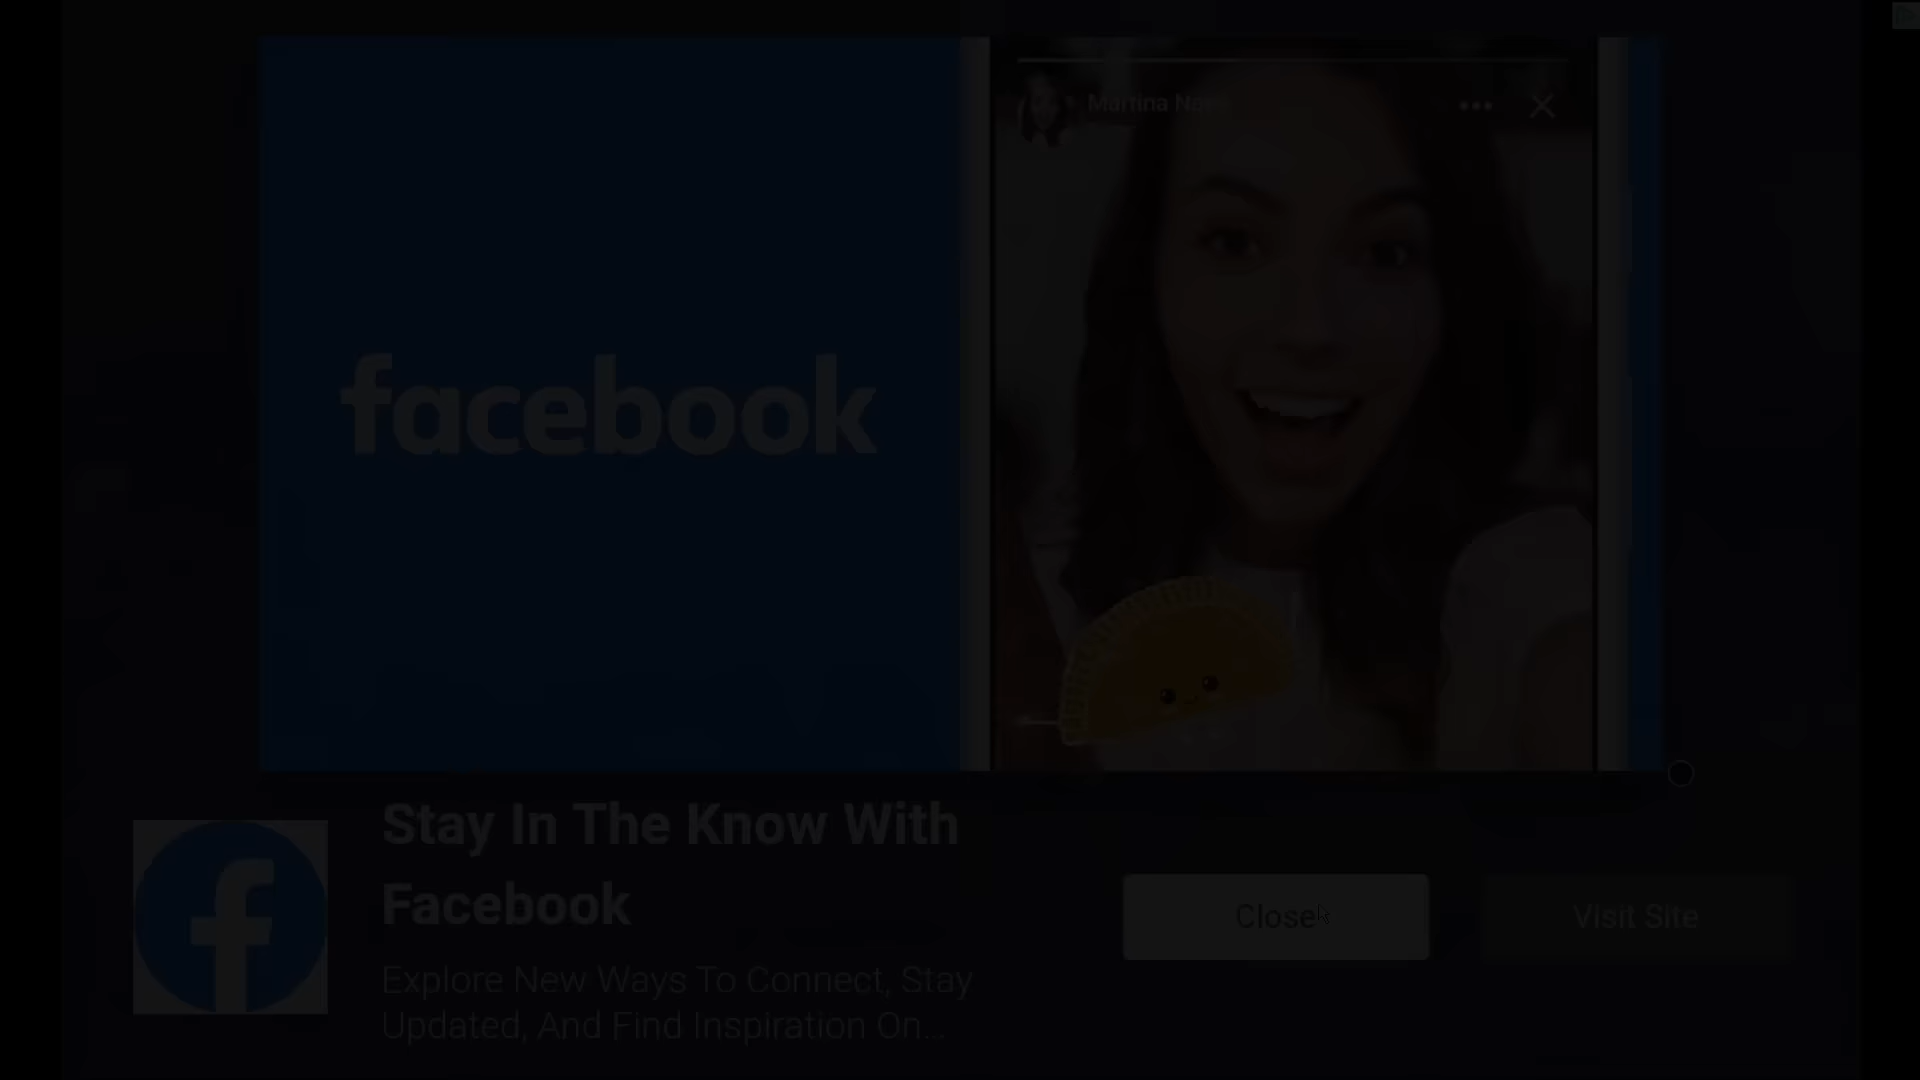 facebook
Martina
Stay In The Know With
Facebook
Explore New Ways To Connect, Stay
Updated, And Find Inspiration On...
Close
Visit Site